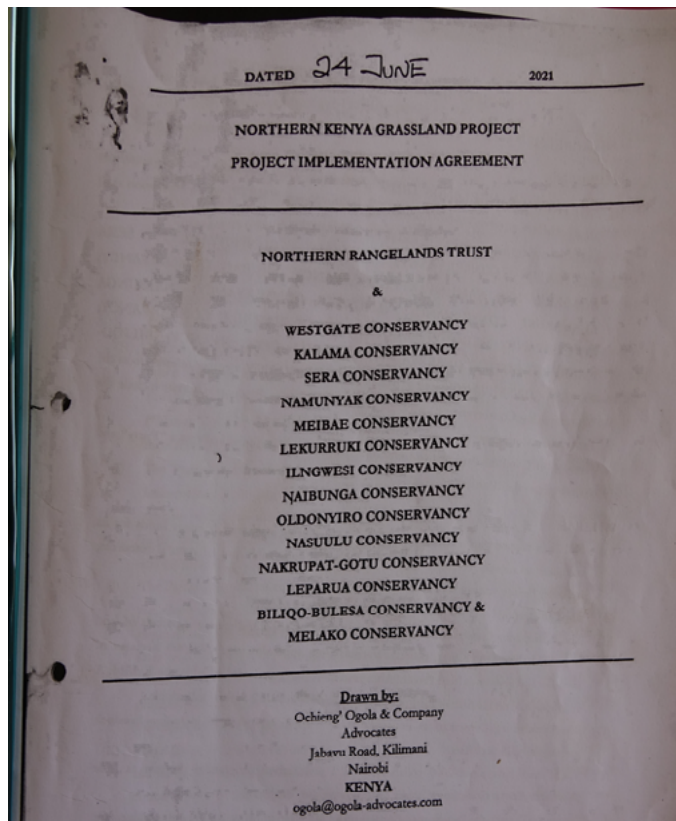 DATED 24 JUNE 2021
NORTHERN KENYA GRASSLAND PROJECT
PROJECT IMPLEMENTATION AGREEMENT
NORTHERN RANGELANDS TRUST
&
WESTGATE CONSERVANCY
KALAMA CONSERVANCY
SERA CONSERVANCY
NAMUNYAK CONSERVANCY
MEIBAE CONSERVANCY
LEKURRUKI CONSERVANCY
ILNGWESI CONSERVANCY
NAIBUNGA CONSERVANCY
OLDONYIRO CONSERVANCY
NASUULU CONSERVANCY
NAKRUPAT-GOTU CONSERVANCY
LEPARUA CONSERVANCY
BILIQO-BULESA CONSERVANCY &
MELAKO CONSERVANCY
Drawn by:
Ochieng' Ogola & Company
Advocates
Jabavu Road, Kilimani
Nairobi
KENYA
ogola@ogola-advocates.com